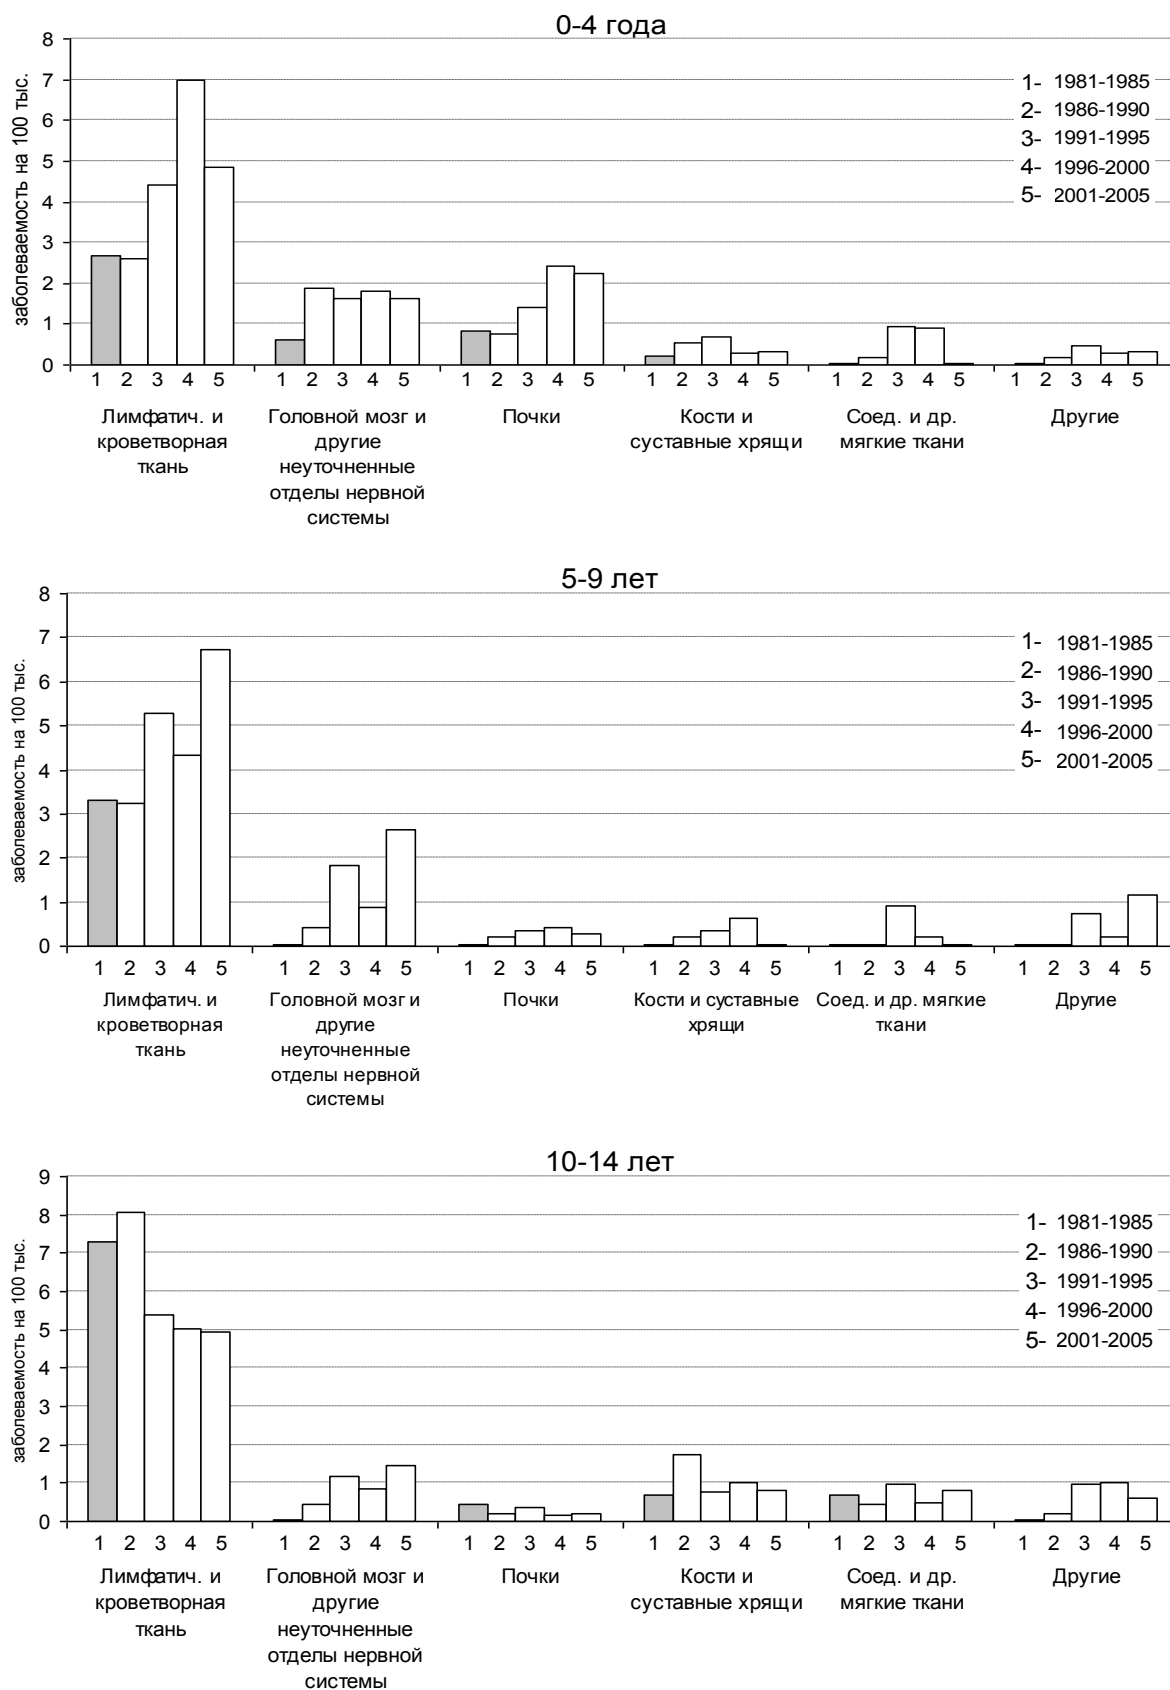 0-4 года
заболеваемость на 100 тыс.
8
7
6
5
4
3
2
1
0
1- 1981-1985
2- 1986-1990
3- 1991-1995
4- 1996-2000
5- 2001-2005
1 2 3 4 5 1 2 3 4 5 1 2 3 4 5 1 2 3 4 5 1 2 3 4 5 1 2 3 4 5
Лимфатич. и
кроветворная
ткань
Головной мозг и
другие
неуточненные
отделы нервной
системы
Почки
Кости и
суставные хрящи
Соед. и др.
мягкие ткани
Другие
5-9 лет
заболеваемость на 100 тыс.
8
7
6
5
4
3
2
1
0
1- 1981-1985
2- 1986-1990
3- 1991-1995
4- 1996-2000
5- 2001-2005
1 2 3 4 5 1 2 3 4 5 1 2 3 4 5 1 2 3 4 5 1 2 3 4 5 1 2 3 4 5
Лимфатич. и
кроветворная
ткань
Головной мозг и
другие
неуточненные
отделы нервной
системы
Почки
Кости и суставные
хрящи
Соед. и др. мягкие
ткани
Другие
10-14 лет
заболеваемость на 100 тыс.
9
8
7
6
5
4
3
2
1
0
1- 1981-1985
2- 1986-1990
3- 1991-1995
4- 1996-2000
5- 2001-2005
1 2 3 4 5 1 2 3 4 5 1 2 3 4 5 1 2 3 4 5 1 2 3 4 5 1 2 3 4 5
Лимфатич. и
кроветворная
ткань
Головной мозг и
другие
неуточненные
отделы нервной
системы
Почки
Кости и
суставные хрящи
Соед. и др.
мягкие ткани
Другие